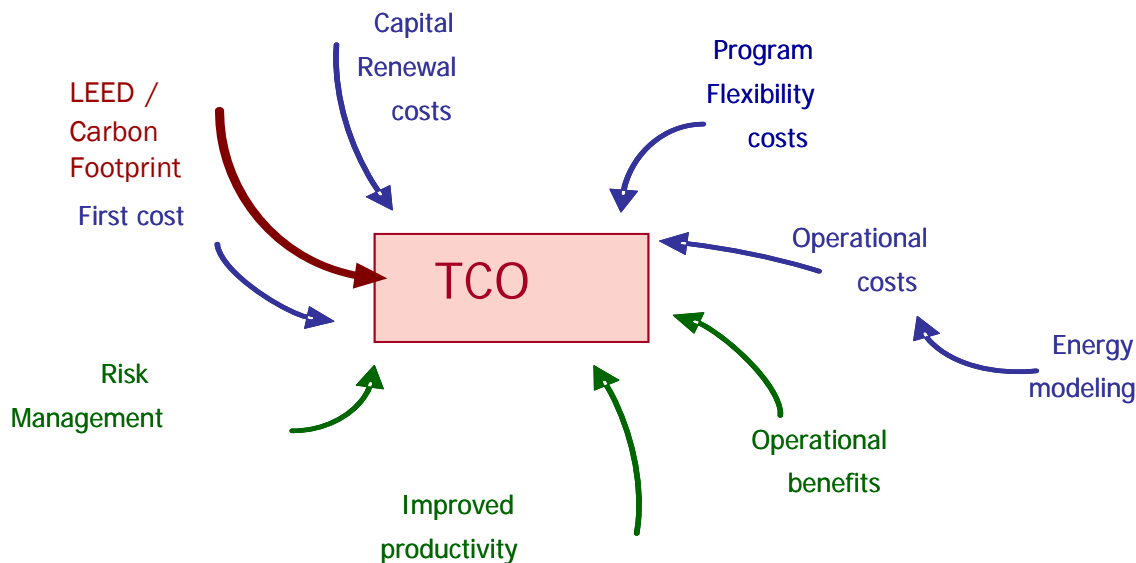 Capital
Renewal
costs
Program
Flexibility
costs
LEED /
Carbon
Footprint
First cost
TCO
Operational
costs
Energy
modeling
Risk
Management
Operational
benefits
Improved
productivity